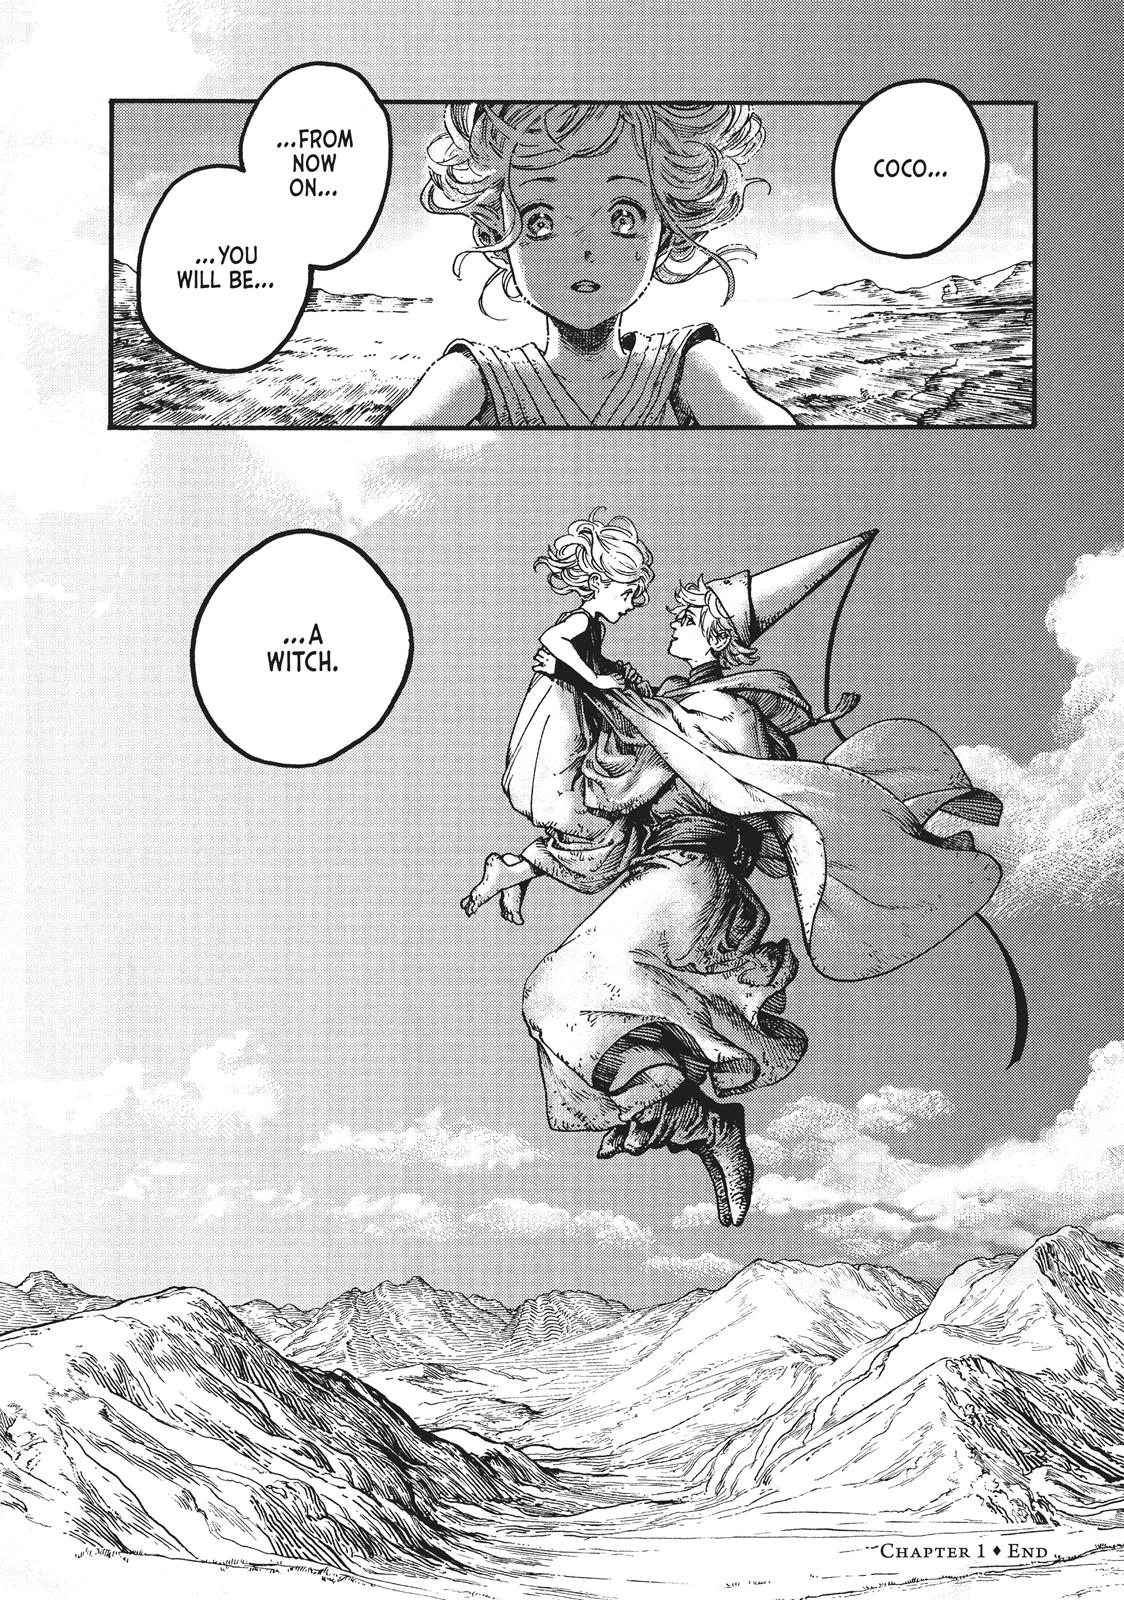 COCO...
...FROM
NOW
ON...
...YOU
WILL BE...
...A
WITCH.
CHAPTER 1 ♦ END